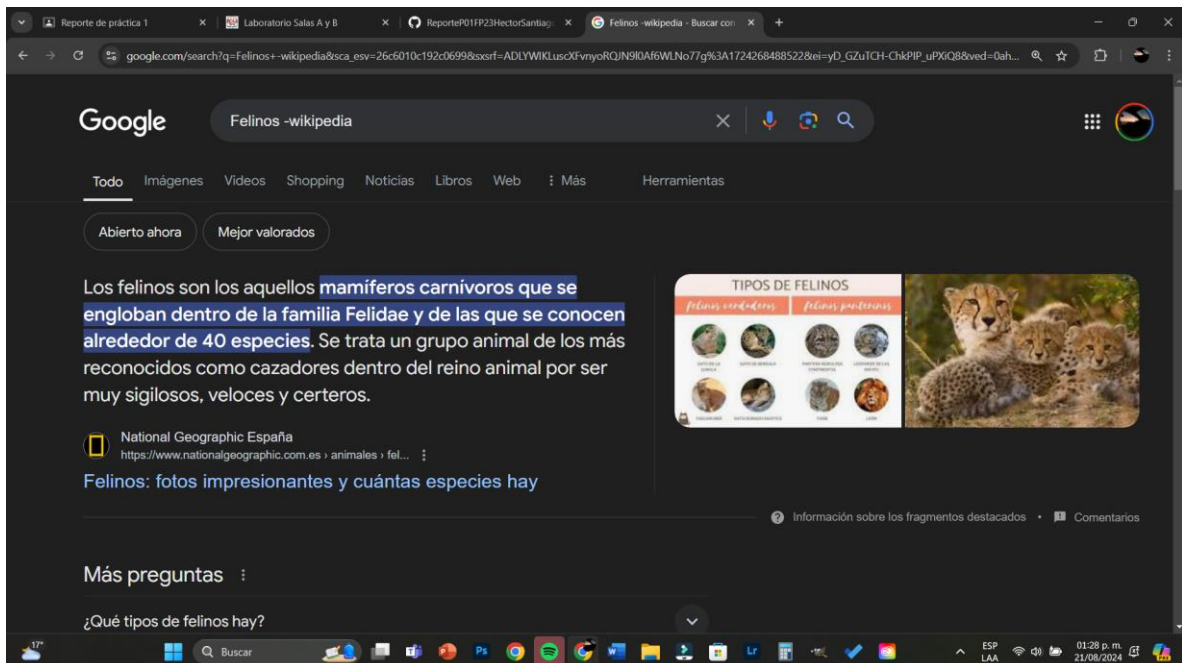 Reporte de práctica 1
Laboratorio Salas A y B
ReporteP01FP23HectorSantiag
Felinos -wikipedia - Buscar con
google.com/search?q=Felinos+-wikipedia&sca_esv=26c6010c192c0699&sxsrf=ADLYWIKLuscXFvnyoRQJN9l0Af6WLNo77g%3A1724268488522&ei=yD_GZuTCH-ChkPIP_uPXiQ8&ved=0ah...
Google
Felinos -wikipedia
Todo Imágenes Videos Shopping Noticias Libros Web Más Herramientas
Abierto ahora Mejor valorados
Los felinos son los aquellos mamíferos carnívoros que se
engloban dentro de la familia Felidae y de las que se conocen
alrededor de 40 especies. Se trata un grupo animal de los más
reconocidos como cazadores dentro del reino animal por ser
muy sigilosos, veloces y certeros.
TIPOS DE FELINOS
felinos verdaderos felinos panterinos
National Geographic España
https://www.nationalgeographic.com.es › animales › fel...
Felinos: fotos impresionantes y cuántas especies hay
Información sobre los fragmentos destacados • Comentarios
Más preguntas
¿Qué tipos de felinos hay?
17°
Buscar
Ps
Lr
ESP
LAA
01:28 p. m.
21/08/2024